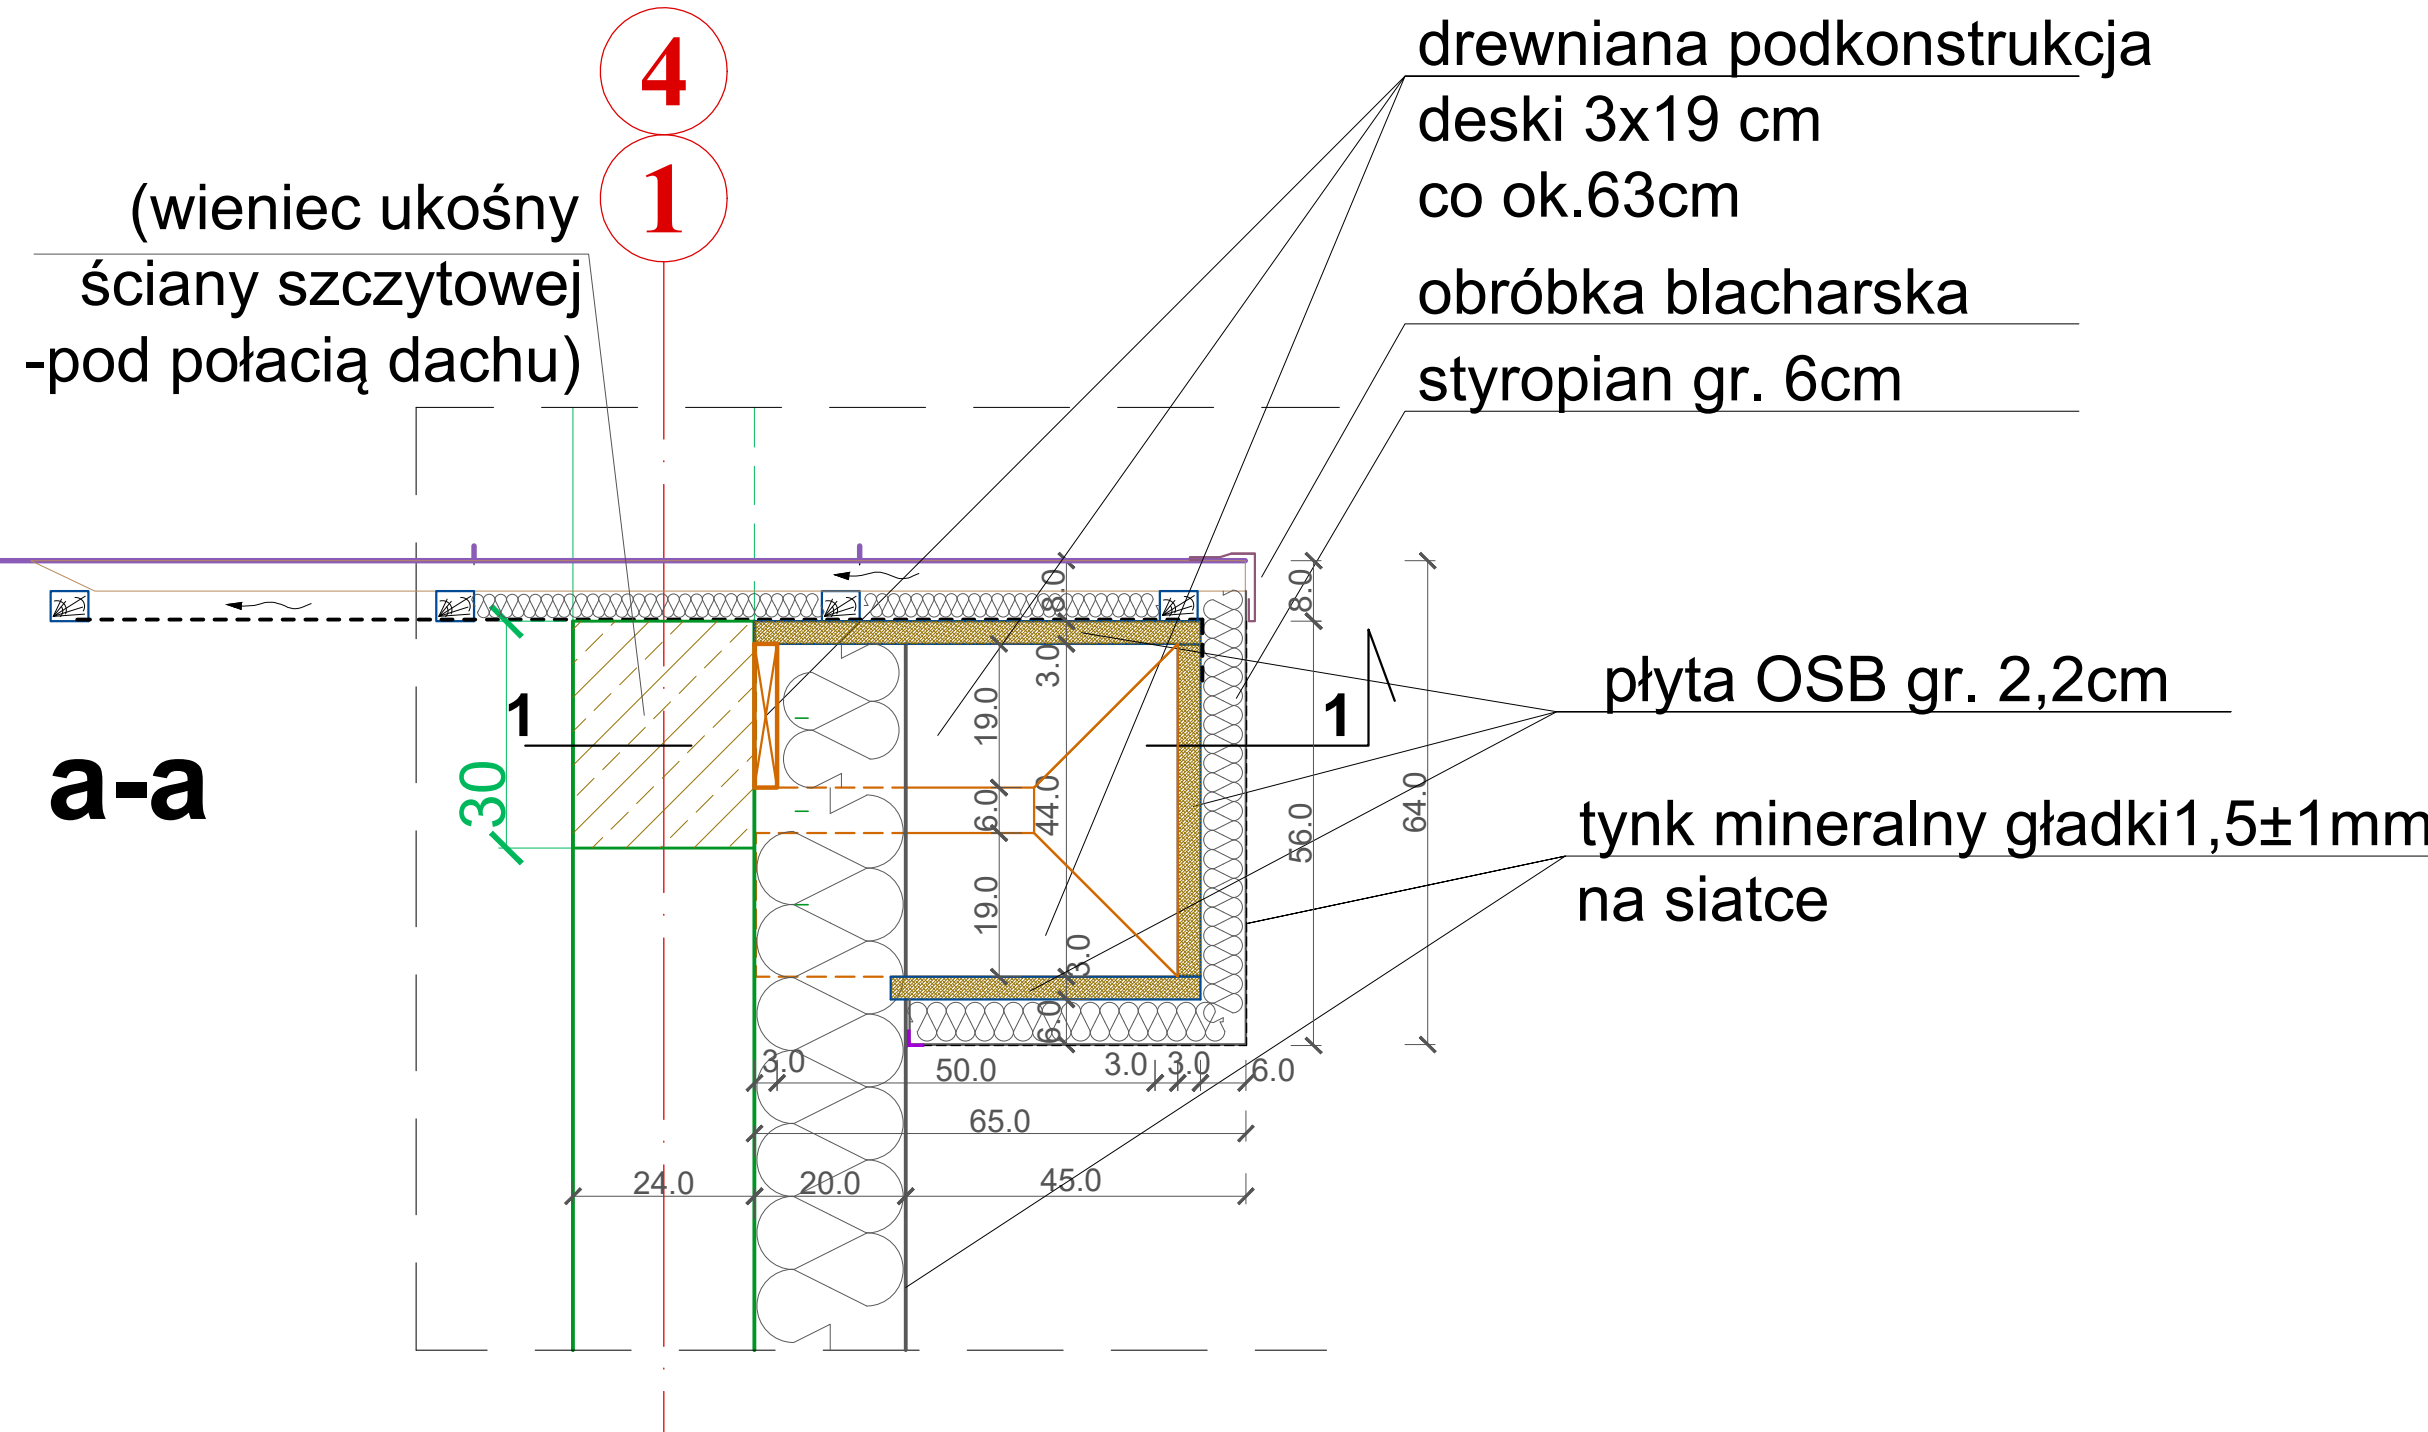 4
1
drewniana podkonstrukcja
deski 3x19 cm
co ok.63cm
(wieniec ukośny
ściany szczytowej
-pod połacią dachu)
obróbka blacharska
styropian gr. 6cm
8.0
8.0
3.0
19.0
1
1
płyta OSB gr. 2,2cm
a-a
30
6.0
44.0
56.0
64.0
tynk mineralny gładki1,5±1mm
na siatce
19.0
3.0
6.0
3.0
50.0
3.0
3.0
6.0
65.0
24.0
20.0
45.0